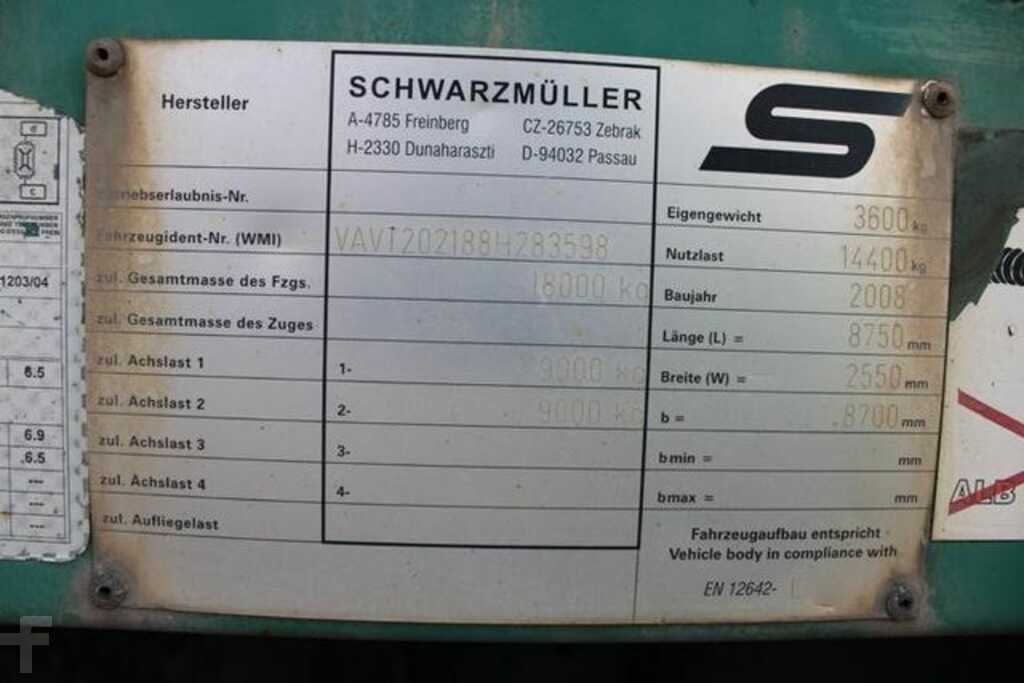 Hersteller
SCHWARZMÜLLER
A-4785 Freinberg CZ-26753 Zebrak
H-2330 Dunaharaszti D-94032 Passau
S
Fahrzeugident-Nr. (WMI) VAVT202188H283598
zul. Gesamtmasse des Fzgs. 18000 kg
zul. Gesamtmasse des Zuges
zul. Achslast 1 1- 9000 kg
zul. Achslast 2 2- 9000 kg
zul. Achslast 3 3-
zul. Achslast 4 4-
zul. Aufliegelast
Eigengewicht 3600 kg
Nutzlast 14400 kg
Baujahr 2008
Länge (L) = 8750 mm
Breite (W) = 2550 mm
b = 8700 mm
bmin = mm
bmax = mm
Fahrzeugaufbau entspricht
Vehicle body in compliance with
EN 12642-
d
c
1203/04
6.5
6.9
.6.5
---
---
---
ALB
f